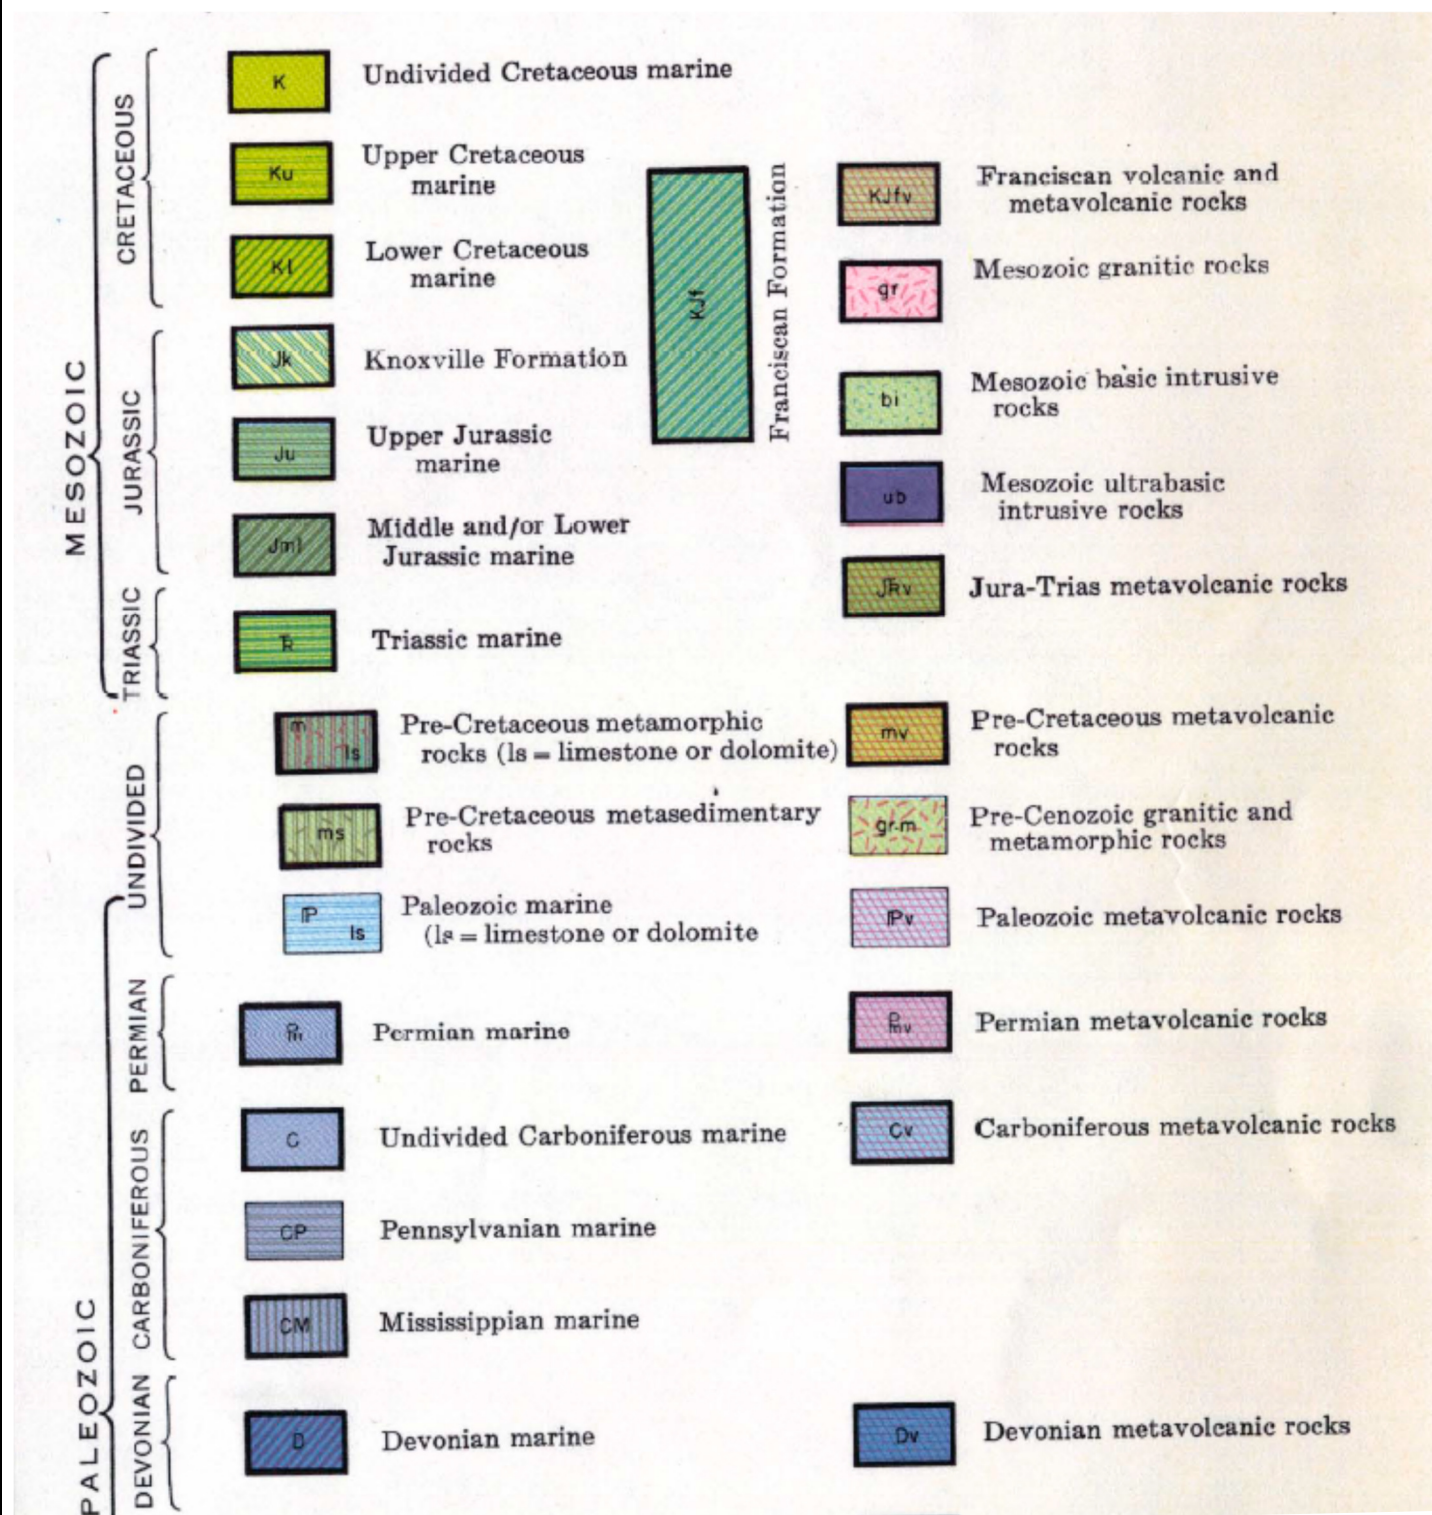 MESOZOIC
CRETACEOUS
K
Undivided Cretaceous marine
Ku
Upper Cretaceous
marine
Kl
Lower Cretaceous
marine
JURASSIC
Jk
Knoxville Formation
Ju
Upper Jurassic
marine
Jml
Middle and/or Lower
Jurassic marine
TRIASSIC
Triassic marine
KJf
Franciscan Formation
KJfv
Franciscan volcanic and
metavolcanic rocks
gr
Mesozoic granitic rocks
bi
Mesozoic basic intrusive
rocks
ub
Mesozoic ultrabasic
intrusive rocks
JTRv
Jura-Trias metavolcanic rocks
UNDIVIDED
m
ls
Pre-Cretaceous metamorphic
rocks (ls = limestone or dolomite)
mv
Pre-Cretaceous metavolcanic
rocks
ms
Pre-Cretaceous metasedimentary
rocks
gr-m
Pre-Cenozoic granitic and
metamorphic rocks
IP
ls
Paleozoic marine
(ls = limestone or dolomite
IPv
Paleozoic metavolcanic rocks
PALEOZOIC
PERMIAN
Pm
Permian marine
Pmv
Permian metavolcanic rocks
CARBONIFEROUS
C
Undivided Carboniferous marine
Cv
Carboniferous metavolcanic rocks
CP
Pennsylvanian marine
CM
Mississippian marine
DEVONIAN
D
Devonian marine
Dv
Devonian metavolcanic rocks